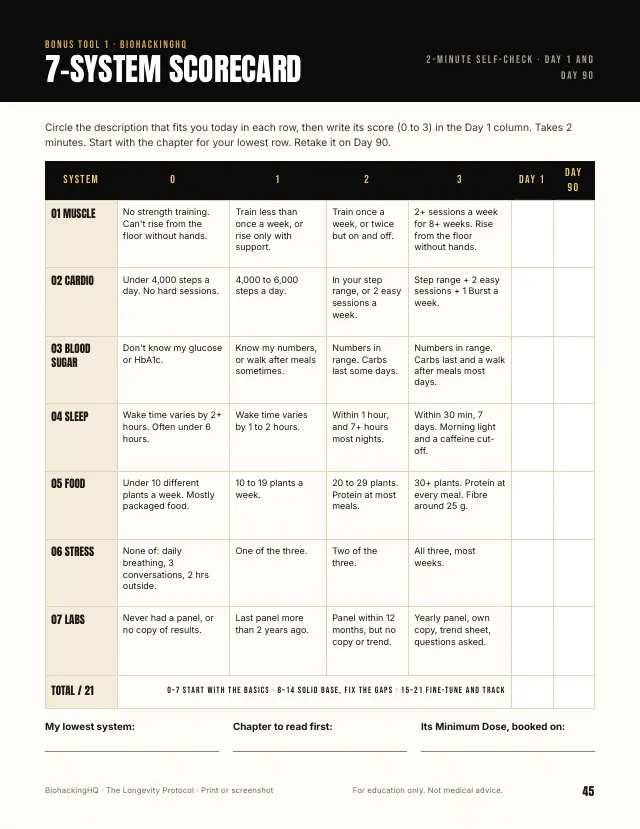 BONUS TOOL 1 · BIOHACKINGHQ
7-SYSTEM SCORECARD
2-MINUTE SELF-CHECK · DAY 1 AND
DAY 90
Circle the description that fits you today in each row, then write its score (0 to 3) in the Day 1 column. Takes 2
minutes. Start with the chapter for your lowest row. Retake it on Day 90.
SYSTEM 0 1 2 3 DAY 1 DAY
90
01 MUSCLE
No strength training.
Can't rise from the
floor without hands.
Train less than
once a week, or
rise only with
support.
Train once a
week, or twice
but on and off.
2+ sessions a week
for 8+ weeks. Rise
from the floor
without hands.
02 CARDIO
Under 4,000 steps a
day. No hard sessions.
4,000 to 6,000
steps a day.
In your step
range, or 2 easy
sessions a
week.
Step range + 2 easy
sessions + 1 Burst a
week.
03 BLOOD
SUGAR
Don't know my glucose
or HbA1c.
Know my numbers,
or walk after meals
sometimes.
Numbers in
range. Carbs
last some days.
Numbers in range.
Carbs last and a walk
after meals most
days.
04 SLEEP
Wake time varies by 2+
hours. Often under 6
hours.
Wake time varies
by 1 to 2 hours.
Within 1 hour,
and 7+ hours
most nights.
Within 30 min, 7
days. Morning light
and a caffeine cut-
off.
05 FOOD
Under 10 different
plants a week. Mostly
packaged food.
10 to 19 plants a
week.
20 to 29 plants.
Protein at most
meals.
30+ plants. Protein at
every meal. Fibre
around 25 g.
06 STRESS
None of: daily
breathing, 3
conversations, 2 hrs
outside.
One of the three.
Two of the
three.
All three, most
weeks.
07 LABS
Never had a panel, or
no copy of results.
Last panel more
than 2 years ago.
Panel within 12
months, but no
copy or trend.
Yearly panel, own
copy, trend sheet,
questions asked.
TOTAL / 21
0–7 START WITH THE BASICS · 8–14 SOLID BASE, FIX THE GAPS · 15–21 FINE-TUNE AND TRACK
My lowest system:
Chapter to read first:
Its Minimum Dose, booked on:
BiohackingHQ · The Longevity Protocol · Print or screenshot
For education only. Not medical advice.
45